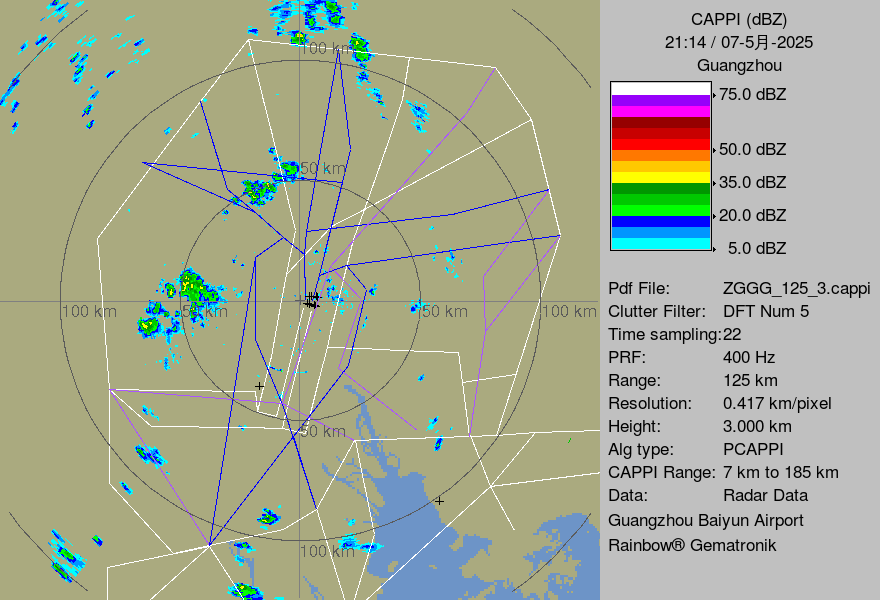 CAPPI (dBZ)
21:14 / 07-5月-2025
Guangzhou
75.0 dBZ
50.0 dBZ
35.0 dBZ
20.0 dBZ
5.0 dBZ
Pdf File: ZGGG_125_3.cappi
Clutter Filter: DFT Num 5
Time sampling:22
PRF: 400 Hz
Range: 125 km
Resolution: 0.417 km/pixel
Height: 3.000 km
Alg type: PCAPPI
CAPPI Range: 7 km to 185 km
Data: Radar Data
Guangzhou Baiyun Airport
Rainbow® Gematronik
100 km
50 km
100 km
50 km
50 km
100 km
50 km
100 km